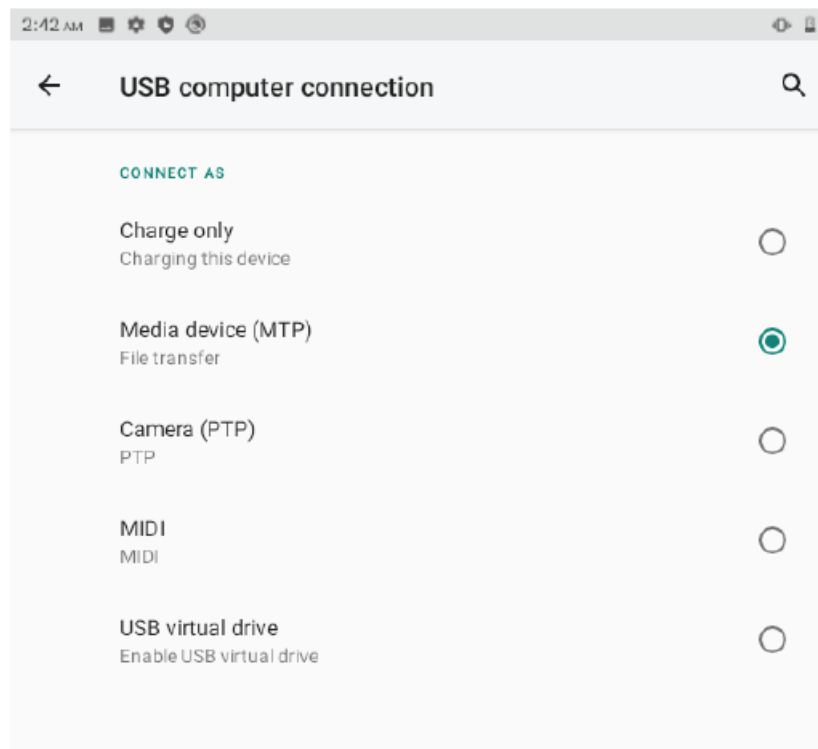 2:42 AM
USB computer connection
CONNECT AS
Charge only
Charging this device
Media device (MTP)
File transfer
Camera (PTP)
PTP
MIDI
MIDI
USB virtual drive
Enable USB virtual drive